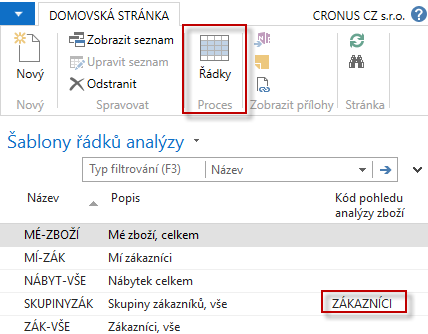 DOMOVSKÁ STRÁNKA
CRONUS CZ s.r.o.
Nový
Zobrazit seznam
Upravit seznam
Odstranit
Řádky
Nový
Spravovat
Proces
Zobrazit přílohy
Stránka
Šablony řádků analýzy
Typ filtrování (F3)
Název
Název
Popis
Kód pohledu
analýzy zboží
MÉ-ZBOŽÍ
Mé zboží, celkem
MÍ-ZÁK
Mí zákazníci
NÁBYT-VŠE
Nábytek celkem
SKUPINYZÁK
Skupiny zákazníků, vše
ZÁKAZNÍCI
ZÁK-VŠE
Zákazníci, vše